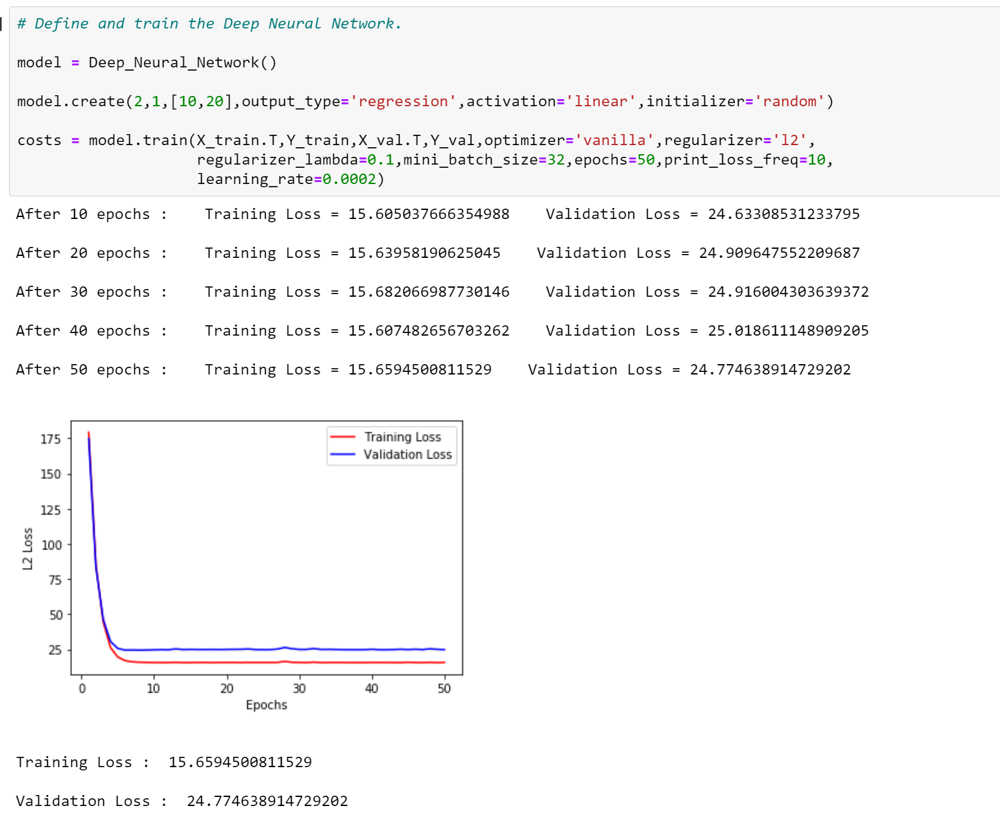 # Define and train the Deep Neural Network.
model = Deep_Neural_Network()
model.create(2,1,[10,20],output_type='regression',activation='linear',initializer='random')
costs = model.train(X_train.T,Y_train,X_val.T,Y_val,optimizer='vanilla',regularizer='l2',
regularizer_lambda=0.1,mini_batch_size=32,epochs=50,print_loss_freq=10,
learning_rate=0.0002)
After 10 epochs :    Training Loss = 15.605037666354988    Validation Loss = 24.63308531233795
After 20 epochs :    Training Loss = 15.63958190625045    Validation Loss = 24.909647552209687
After 30 epochs :    Training Loss = 15.682066987730146    Validation Loss = 24.916004303639372
After 40 epochs :    Training Loss = 15.607482656703262    Validation Loss = 25.018611148909205
After 50 epochs :    Training Loss = 15.6594500811529    Validation Loss = 24.774638914729202
Training Loss
Validation Loss
175
150
125
100
75
50
25
L2 Loss
0 10 20 30 40 50
Epochs
Training Loss :  15.6594500811529
Validation Loss :  24.774638914729202